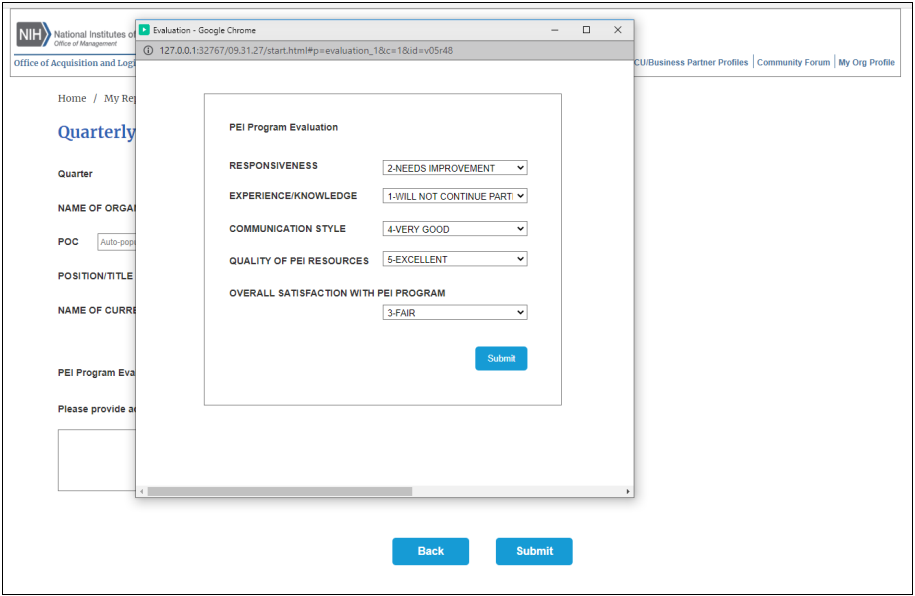 NIH National Institutes of
Office of Management
Office of Acquisition and Logi
CU/Business Partner Profiles | Community Forum | My Org Profile
Home / My Rep
Quarterly
Quarter
NAME OF ORGAN
POC Auto-popu
POSITION/TITLE
NAME OF CURRE
PEI Program Eva
Please provide ad
Evaluation - Google Chrome
127.0.0.1:32767/09.31.27/start.html#p=evaluation_1&c=1&id=v05r48
PEI Program Evaluation
RESPONSIVENESS 2-NEEDS IMPROVEMENT
EXPERIENCE/KNOWLEDGE 1-WILL NOT CONTINUE PARTI
COMMUNICATION STYLE 4-VERY GOOD
QUALITY OF PEI RESOURCES 5-EXCELLENT
OVERALL SATISFACTION WITH PEI PROGRAM
3-FAIR
Submit
Back Submit